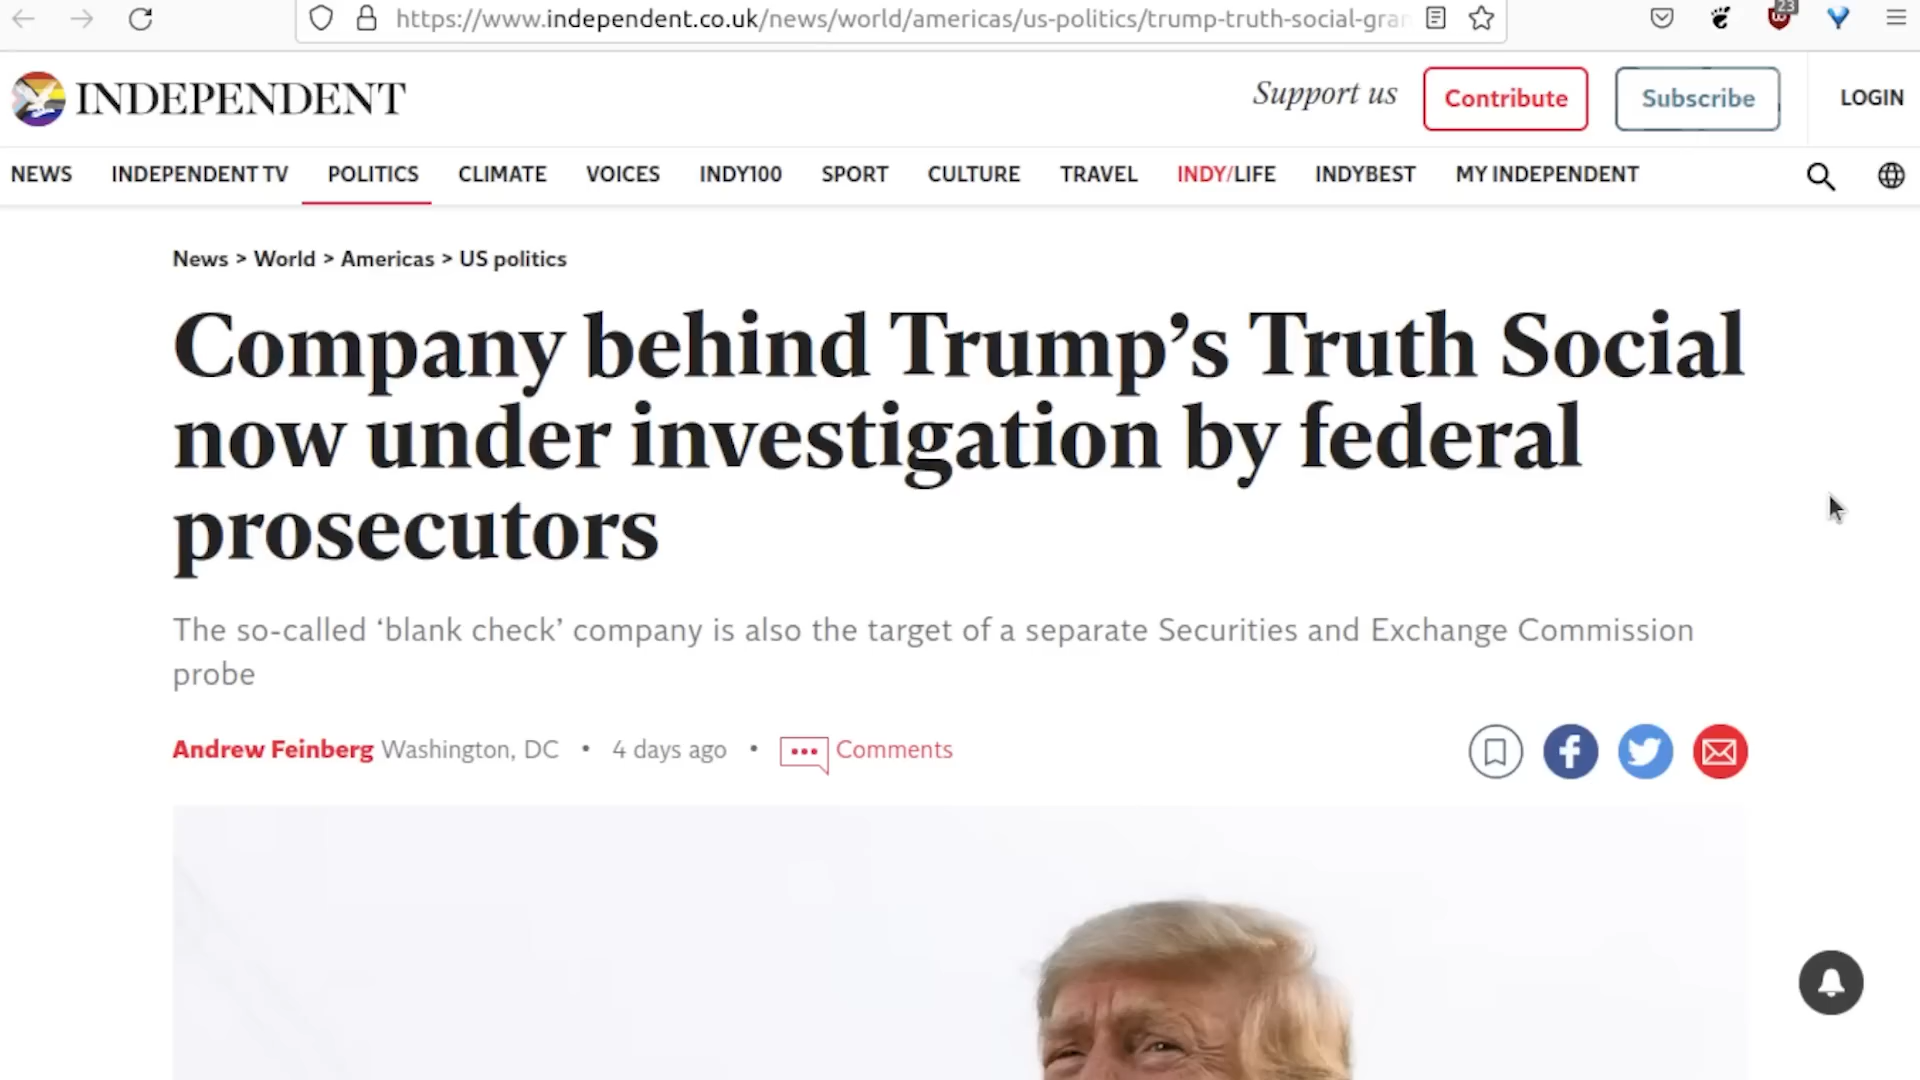 https://www.independent.co.uk/news/world/americas/us-politics/trump-truth-social-gra
23
INDEPENDENT
Support us
Contribute
Subscribe
LOGIN
NEWS INDEPENDENT TV POLITICS CLIMATE VOICES INDY100 SPORT CULTURE TRAVEL INDY/LIFE INDYBEST MY INDEPENDENT
News > World > Americas > US politics
Company behind Trump’s Truth Social
now under investigation by federal
prosecutors
The so-called ‘blank check’ company is also the target of a separate Securities and Exchange Commission
probe
Andrew Feinberg Washington, DC • 4 days ago • Comments